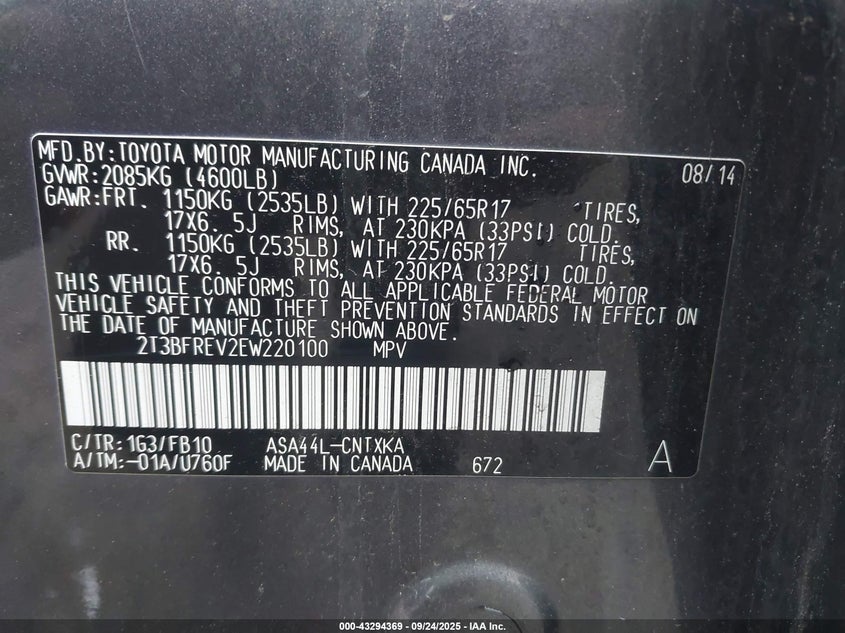 MFD.BY:TOYOTA MOTOR MANUFACTURING CANADA INC. 08/14
GVWR:2085KG (4600LB)
GAWR:FRT. 1150KG (2535LB) WITH 225/65R17 TIRES,
17X6.5J RIMS, AT 230KPA (33PSI) COLD.
RR. 1150KG (2535LB) WITH 225/65R17 TIRES,
17X6.5J RIMS, AT 230KPA (33PSI) COLD.
THIS VEHICLE CONFORMS TO ALL APPLICABLE FEDERAL MOTOR
VEHICLE SAFETY AND THEFT PREVENTION STANDARDS IN EFFECT ON
THE DATE OF MANUFACTURE SHOWN ABOVE.
2T3BFREV2EW220100 MPV
C/TR:1G3/FB10 ASA44L-CNTXKA
A/TM:-01A/U760F MADE IN CANADA 672 A
000-43294369 - 09/24/2025 - IAA Inc.